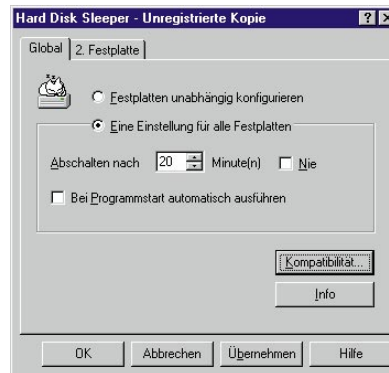 Hard Disk Sleeper - Unregistrierte Kopie
Global 2. Festplatte
Festplatten unabhängig konfigurieren
Eine Einstellung für alle Festplatten
Abschalten nach 20 Minute(n) Nie
Bei Programmstart automatisch ausführen
Kompatibilität...
Info
OK Abbrechen Übernehmen Hilfe